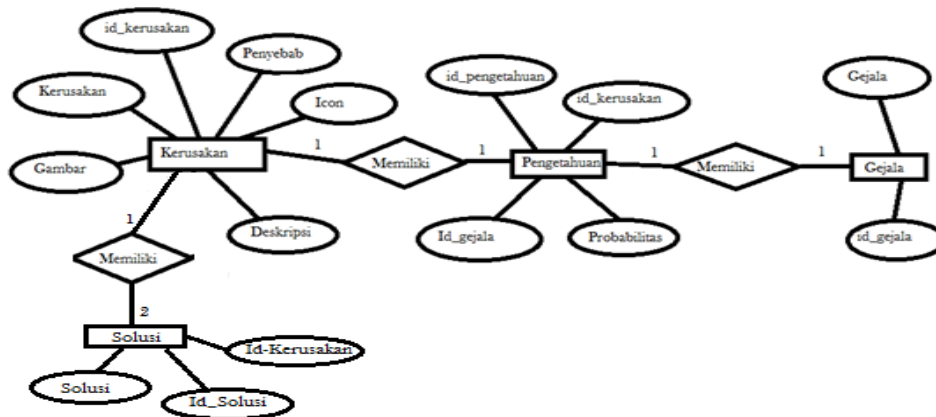 id_kerusakan
Penyebab
Kerusakan
Icon
Gambar
Kerusakan
Deskripsi
1
Memiliki
1
id_pengetahuan
id_kerusakan
Pengetahuan
Id_gejala
Probabilitas
1
Memiliki
1
Gejala
Gejala
id_gejala
1
Memiliki
2
Solusi
Id-Kerusakan
Solusi
Id_Solusi